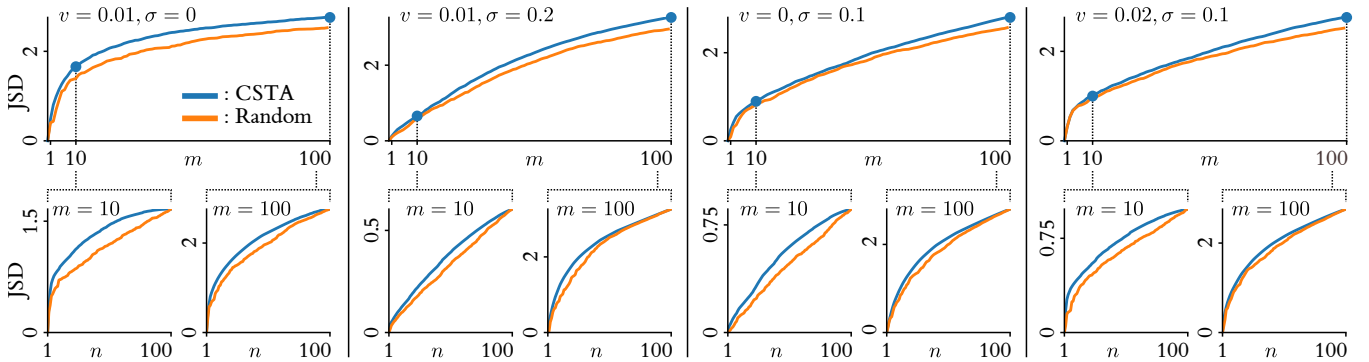 v = 0.01, σ = 0
JSD
2
0
: CSTA
: Random
1 10 m 100
m = 10
m = 100
JSD
1.5
0
2
0
1 n 100
1 n 100
v = 0.01, σ = 0.2
2
0
1 10 m 100
m = 10
m = 100
0.5
0
2
0
1 n 100
1 n 100
v = 0, σ = 0.1
2
0
1 10 m 100
m = 10
m = 100
0.75
0
2
0
1 n 100
1 n 100
v = 0.02, σ = 0.1
2
0
1 10 m 100
m = 10
m = 100
0.75
0
2
0
1 n 100
1 n 100